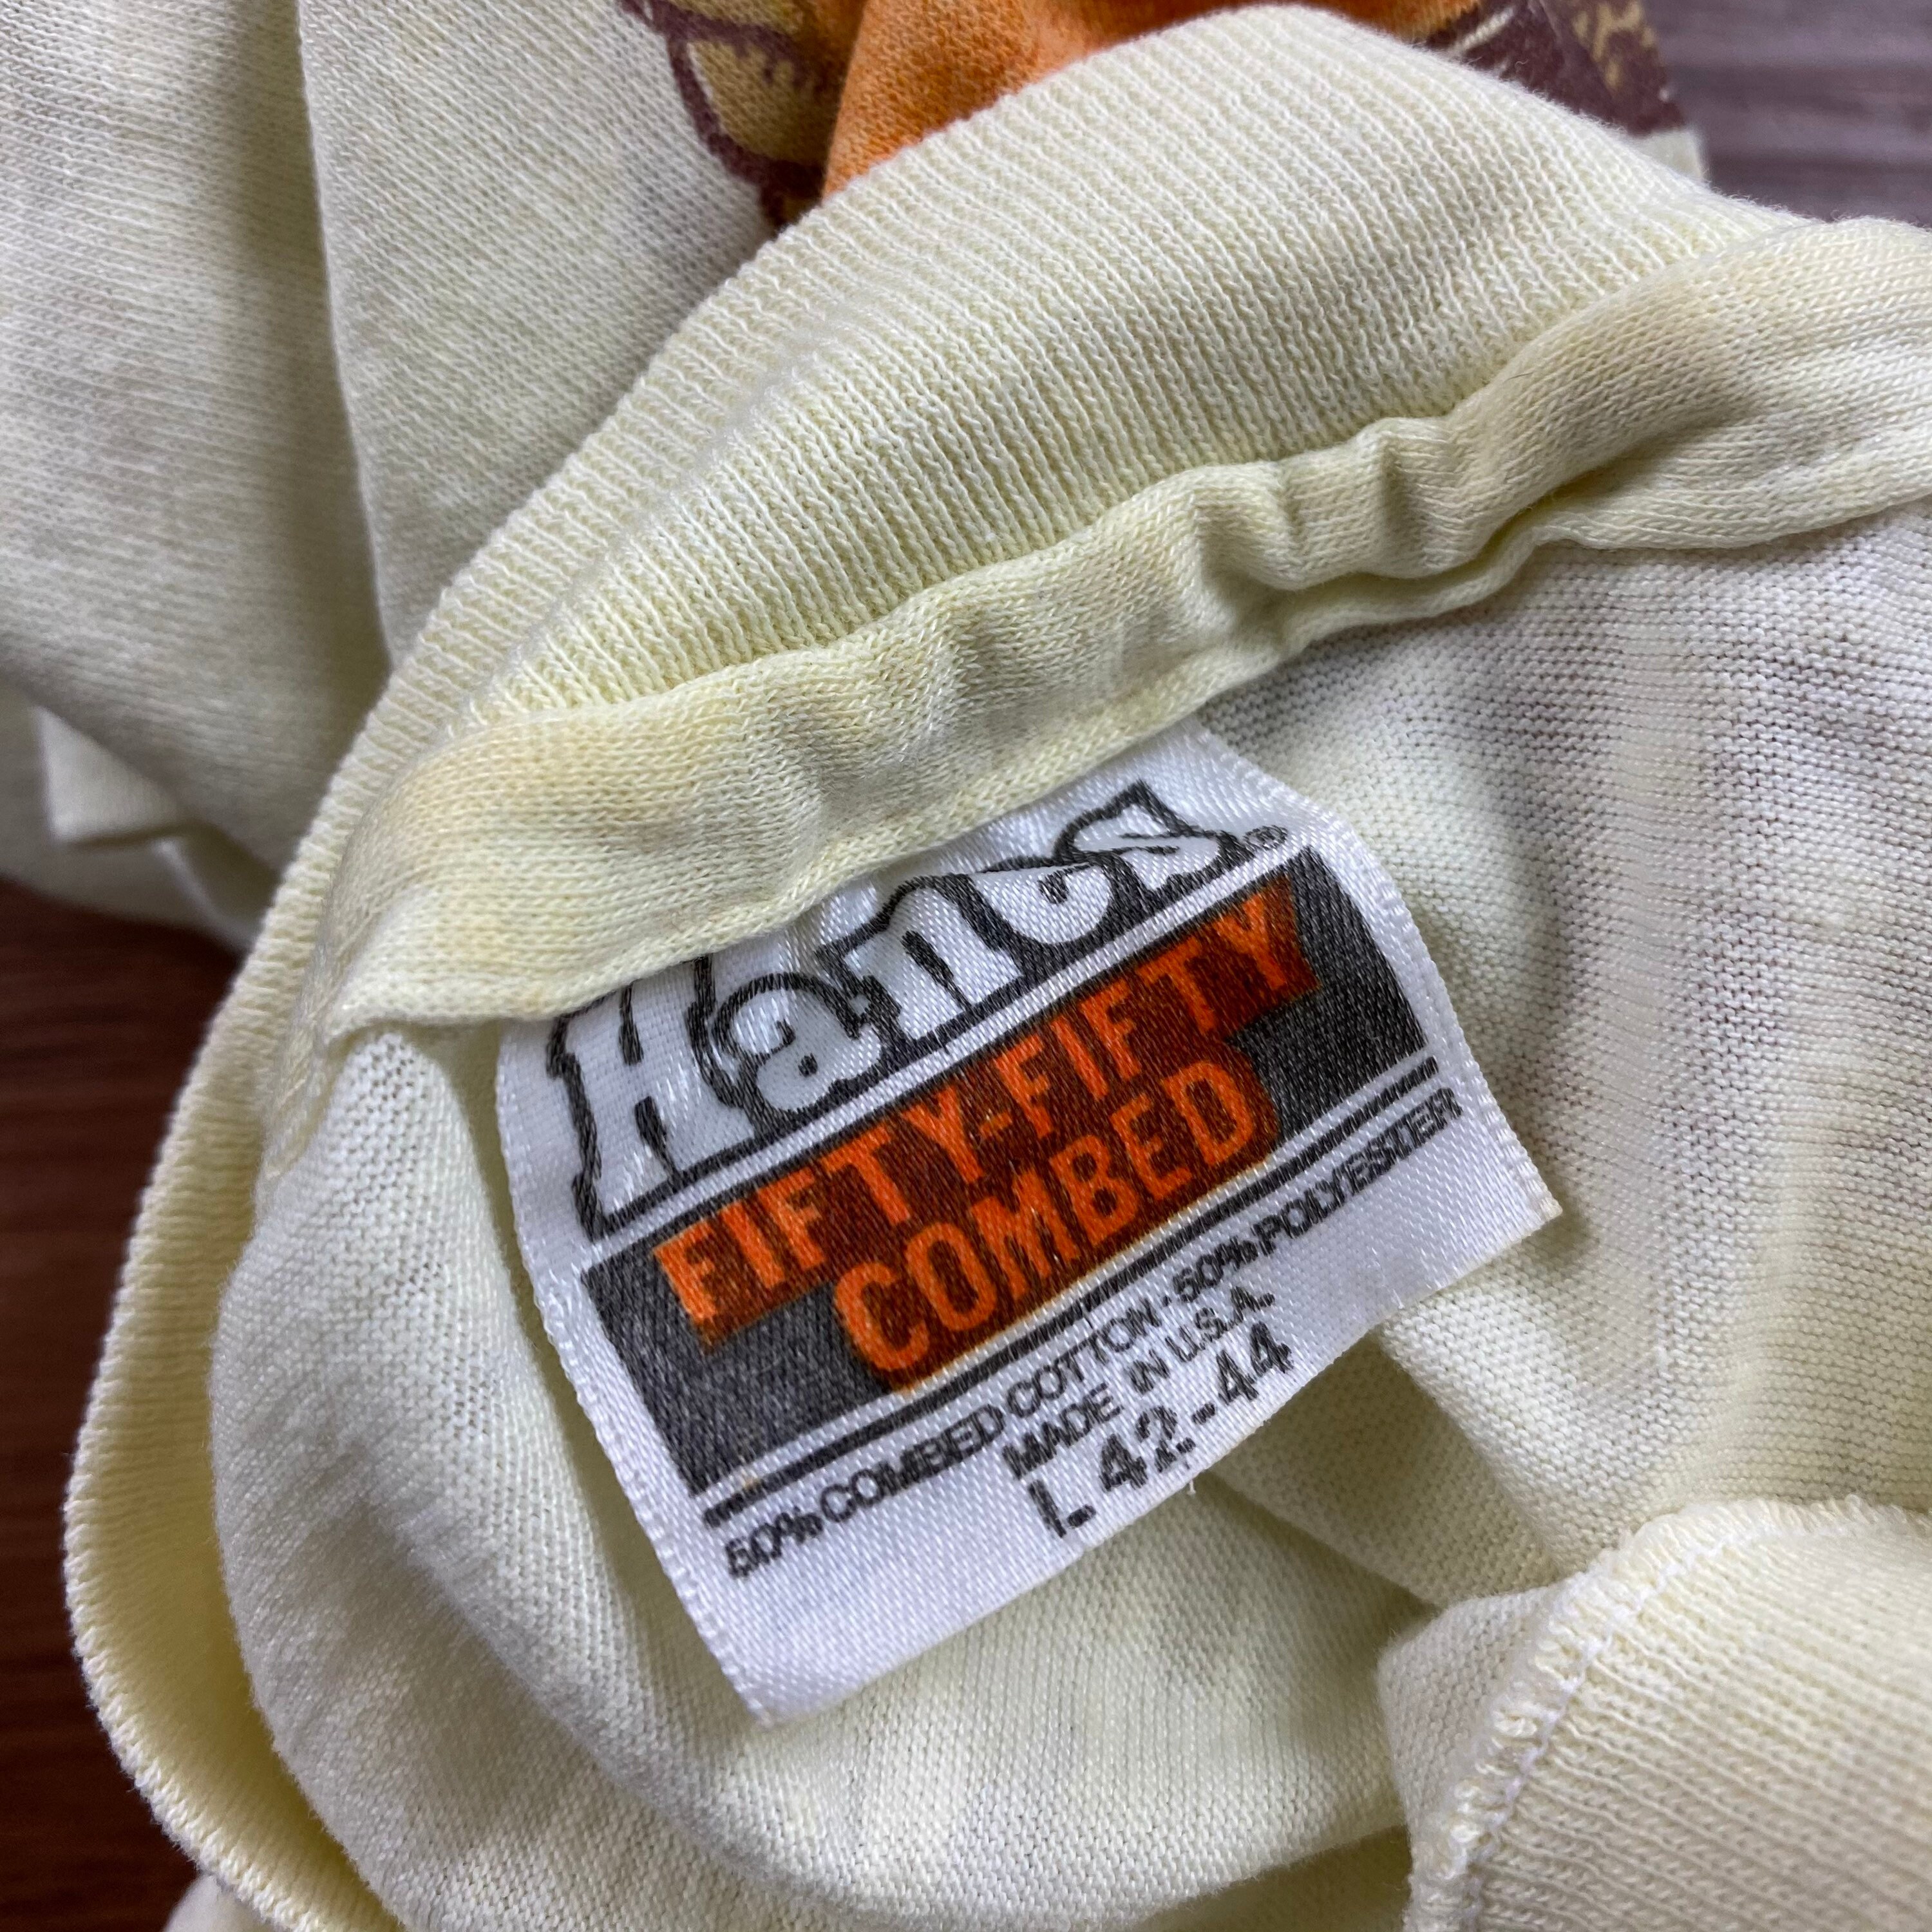 Hanes®
FIFTY-FIFTY
COMBED
50% COMBED COTTON · 50% POLYESTER
MADE IN U.S.A.
L 42-44